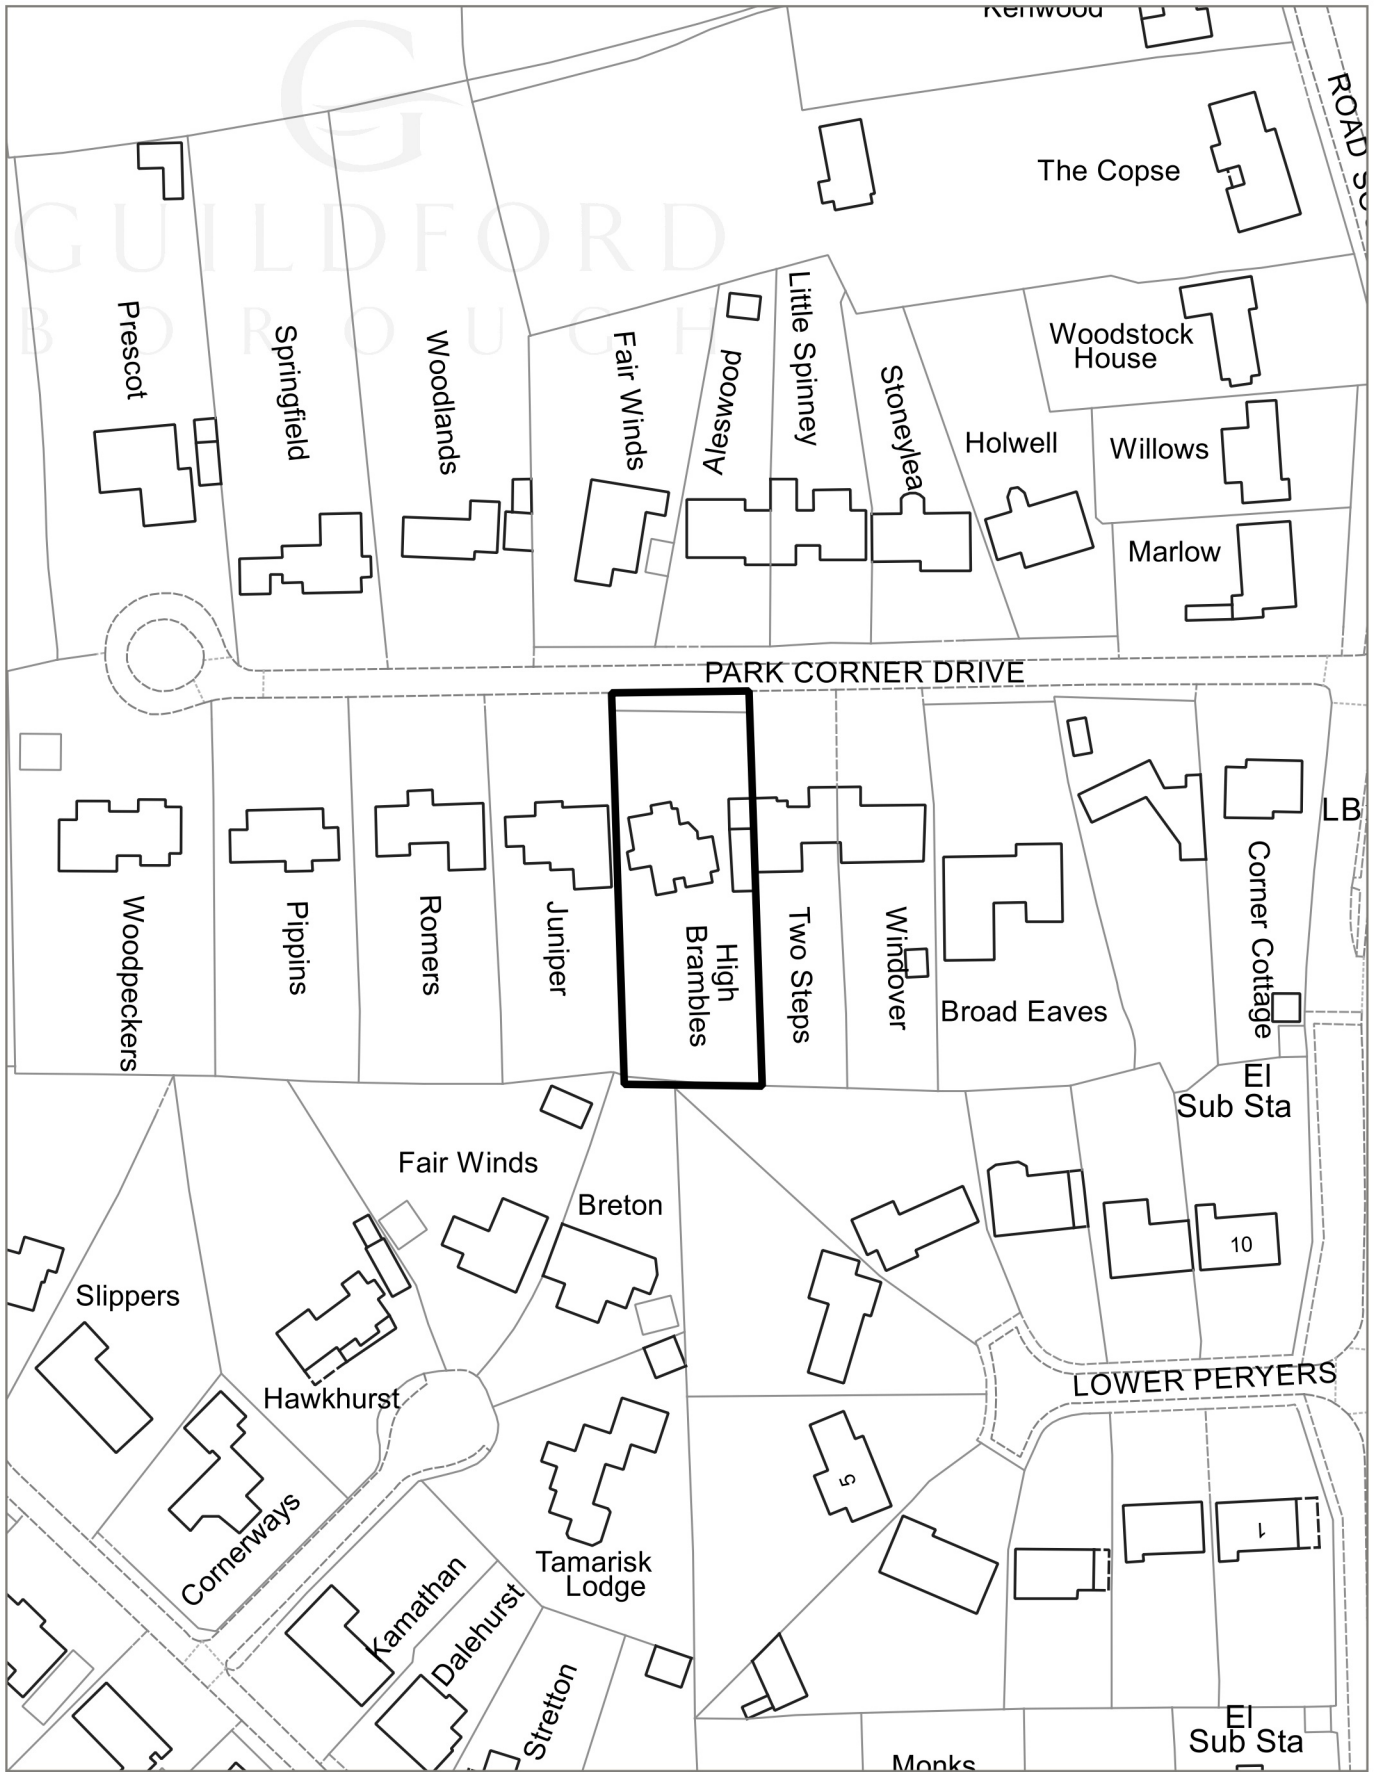 Kenwood
ROAD SO
The Copse
GUILDFORD
BOROUGH
Prescot
Springfield
Woodlands
Fair Winds
Aleswood
Little Spinney
Stoneylea
Holwell
Woodstock
House
Willows
Marlow
PARK CORNER DRIVE
LB
Woodpeckers
Pippins
Romers
Juniper
High
Brambles
Two Steps
Windover
Broad Eaves
Corner Cottage
El
Sub Sta
Fair Winds
Breton
10
Slippers
Hawkhurst
LOWER PERYERS
5
1
Cornerways
Tamarisk
Lodge
Kamathan
Dalehurst
Stretton
El
Sub Sta
Monks